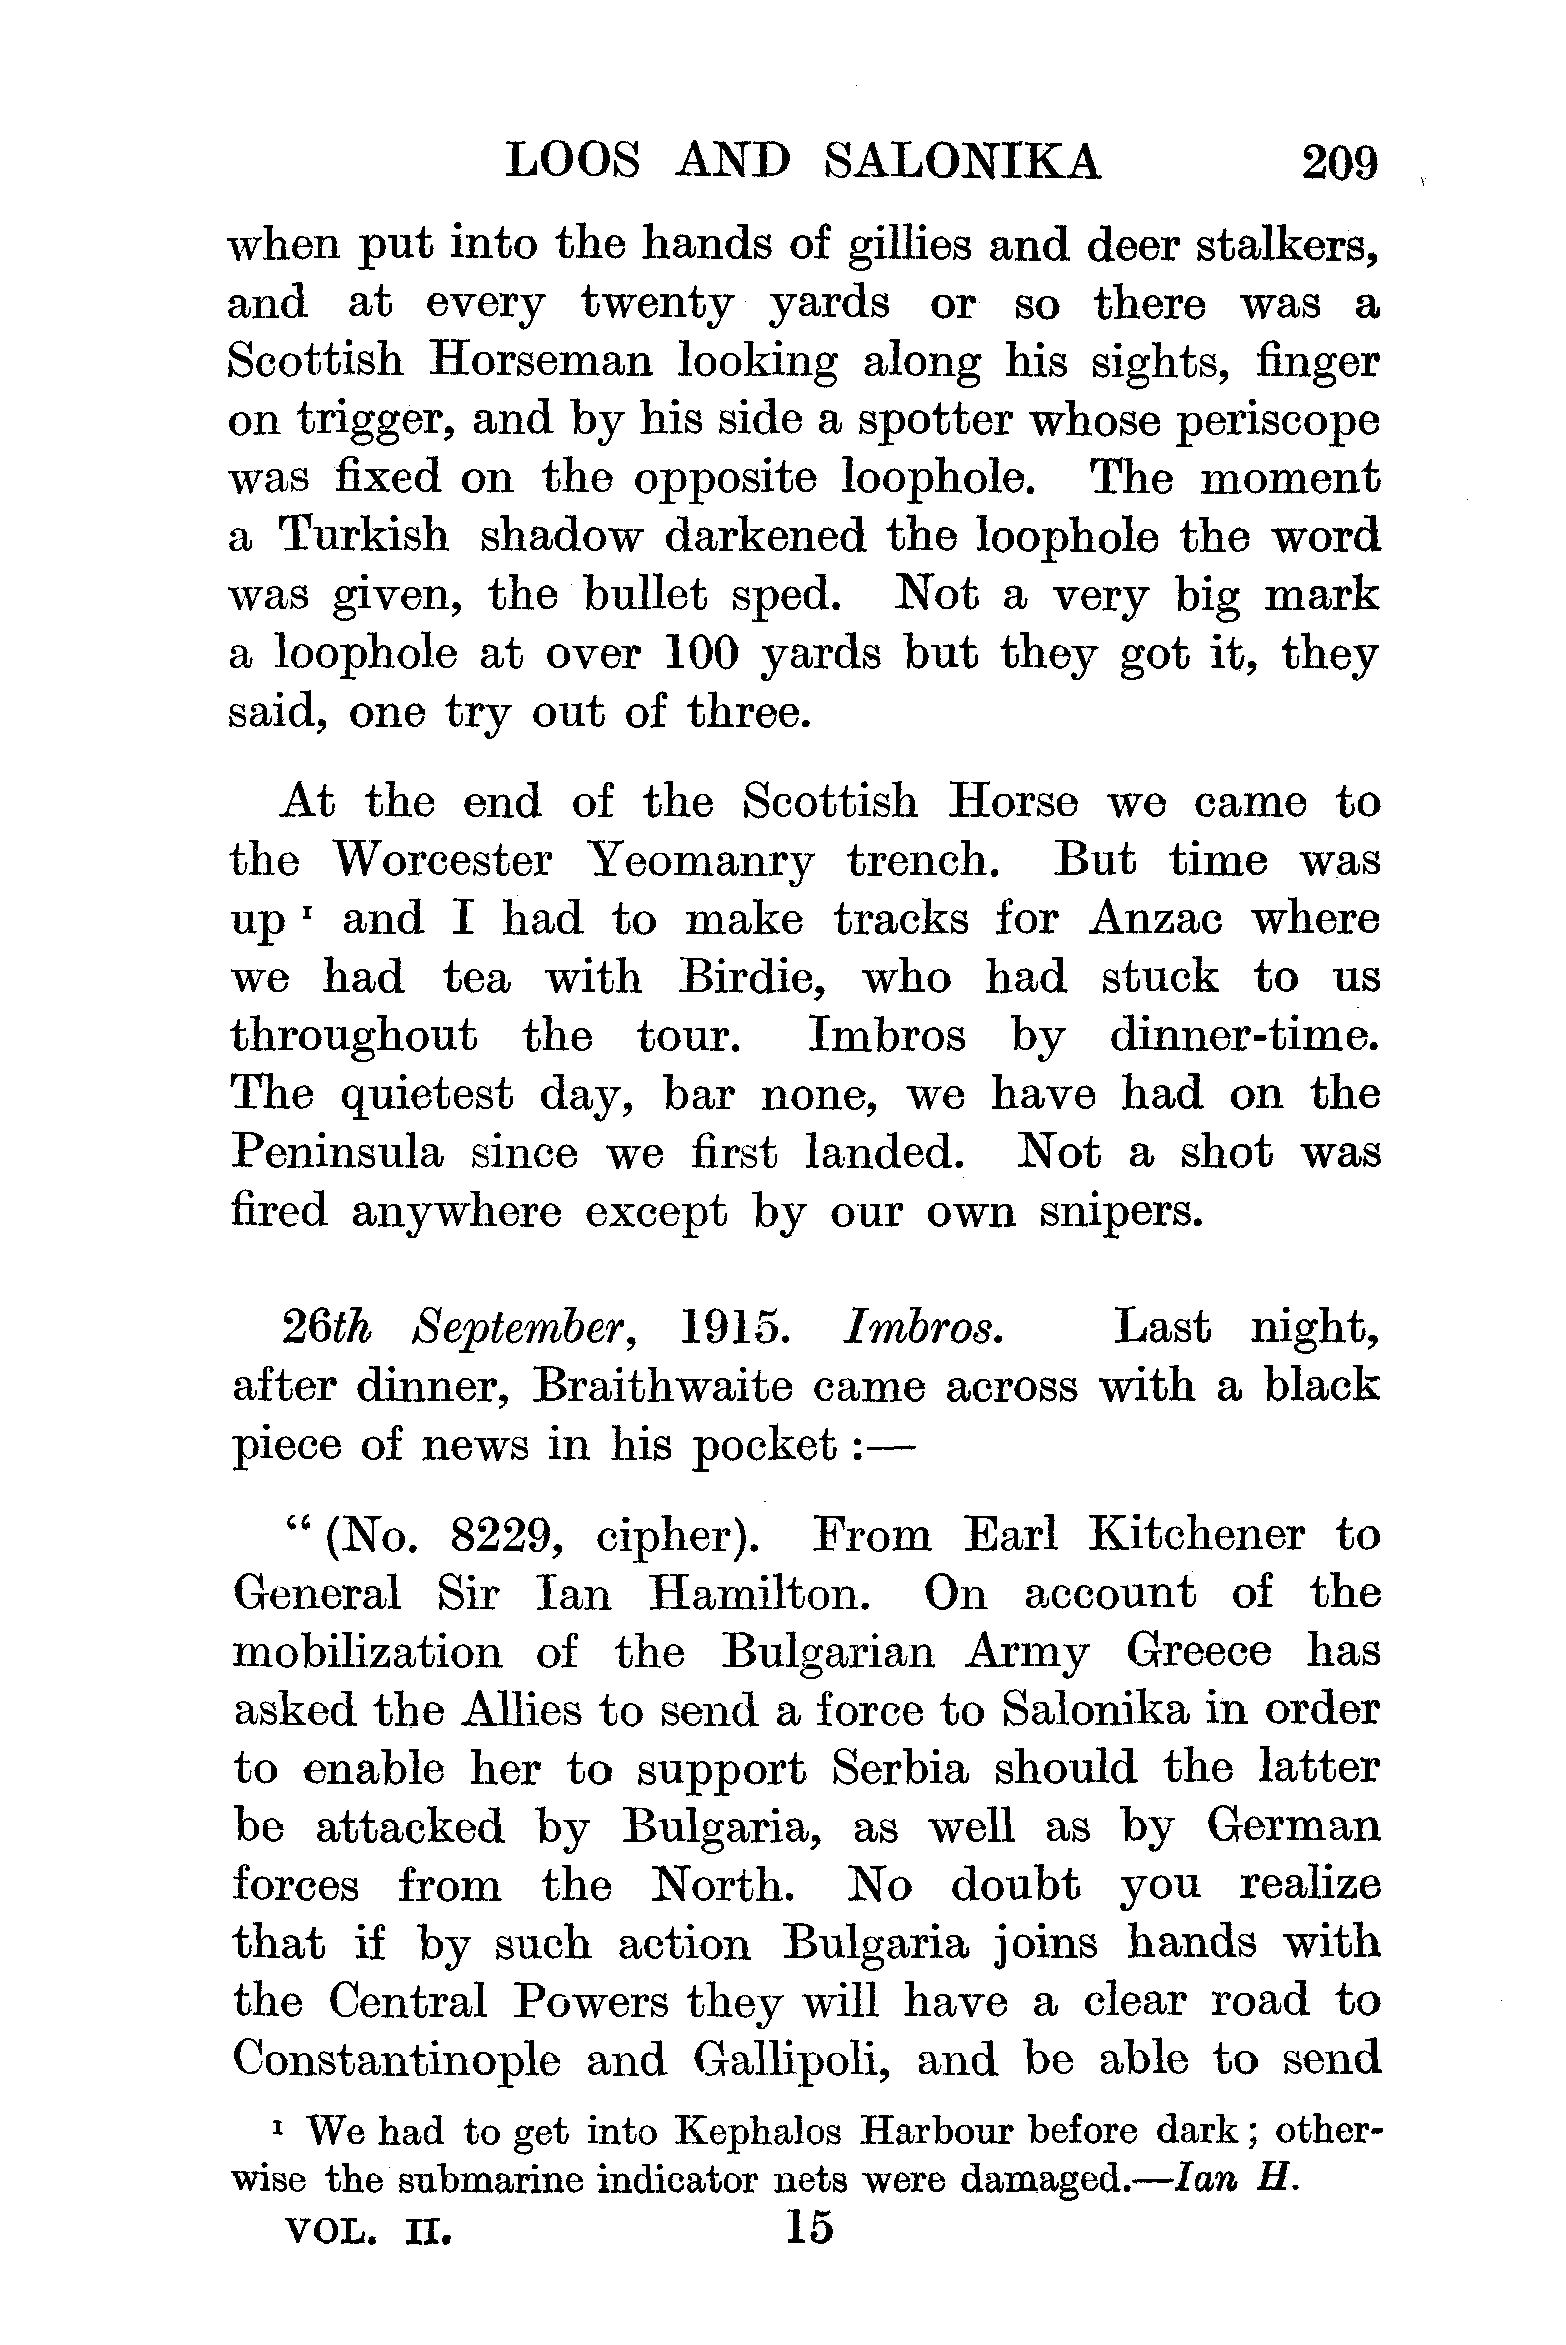 LOOS AND SALONIKA 209
when put into the hands of gillies and deer stalkers,
and at every twenty yards or so there was a
Scottish Horseman looking along his sights, finger
on trigger, and by his side a spotter whose periscope
was fixed on the opposite loophole. The moment
a Turkish shadow darkened the loophole the word
was given, the bullet sped. Not a very big mark
a loophole at over 100 yards but they got it, they
said, one try out of three.
At the end of the Scottish Horse we came to
the Worcester Yeomanry trench. But time was
up ¹ and I had to make tracks for Anzac where
we had tea with Birdie, who had stuck to us
throughout the tour. Imbros by dinner-time.
The quietest day, bar none, we have had on the
Peninsula since we first landed. Not a shot was
fired anywhere except by our own snipers.
26th September, 1915. Imbros. Last night,
after dinner, Braithwaite came across with a black
piece of news in his pocket :—
“ (No. 8229, cipher). From Earl Kitchener to
General Sir Ian Hamilton. On account of the
mobilization of the Bulgarian Army Greece has
asked the Allies to send a force to Salonika in order
to enable her to support Serbia should the latter
be attacked by Bulgaria, as well as by German
forces from the North. No doubt you realize
that if by such action Bulgaria joins hands with
the Central Powers they will have a clear road to
Constantinople and Gallipoli, and be able to send
¹ We had to get into Kephalos Harbour before dark ; other-
wise the submarine indicator nets were damaged.—Ian H.
VOL. II. 15